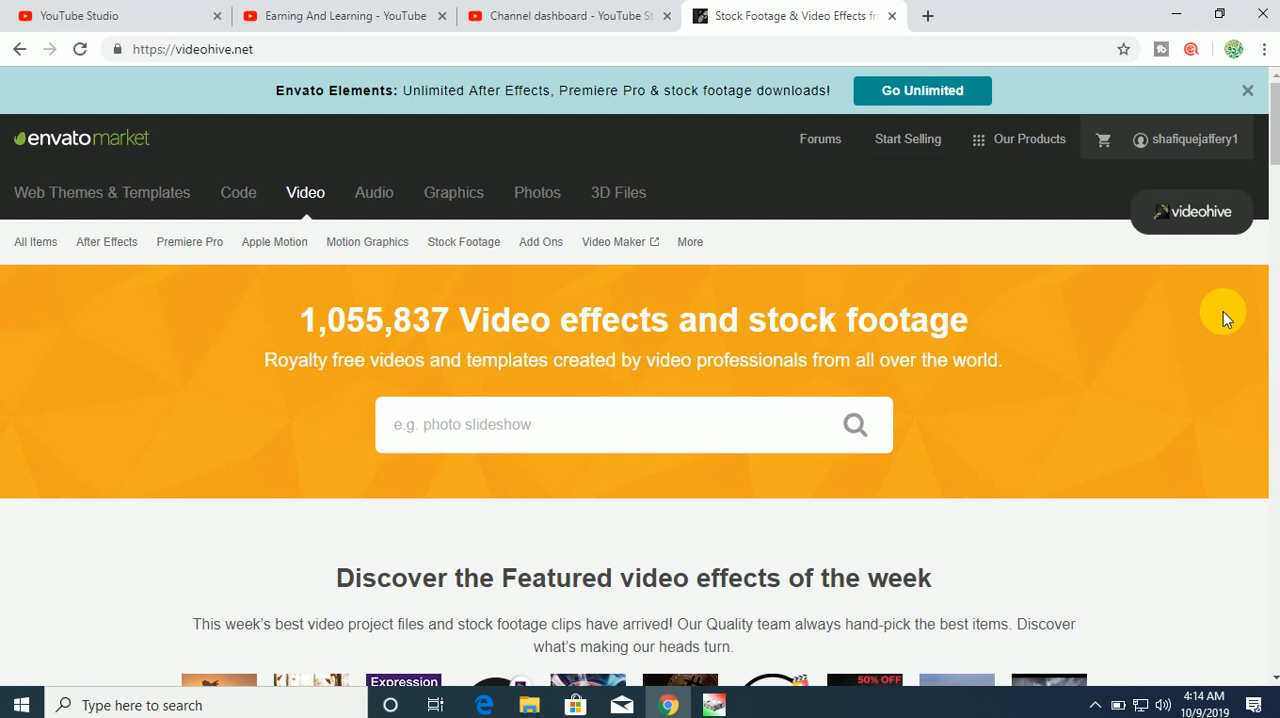 YouTube Studio
Earning And Learning - YouTube
Channel dashboard - YouTube St
Stock Footage & Video Effects fr
https://videohive.net
Envato Elements: Unlimited After Effects, Premiere Pro & stock footage downloads!
Go Unlimited
envatomarket
Forums
Start Selling
Our Products
shafiquejaffery1
Web Themes & Templates
Code
Video
Audio
Graphics
Photos
3D Files
videohive
All Items
After Effects
Premiere Pro
Apple Motion
Motion Graphics
Stock Footage
Add Ons
Video Maker
More
1,055,837 Video effects and stock footage
Royalty free videos and templates created by video professionals from all over the world.
e.g. photo slideshow
Discover the Featured video effects of the week
This week's best video project files and stock footage clips have arrived! Our Quality team always hand-pick the best items. Discover
what's making our heads turn.
Expression
50% OFF
Type here to search
4:14 AM
10/9/2019